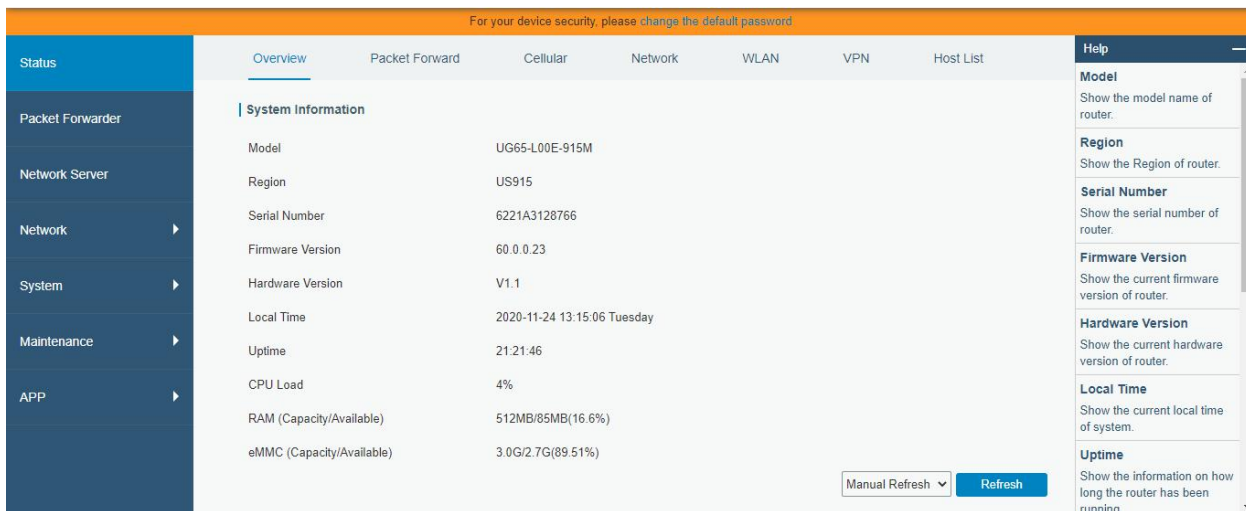 For your device security, please change the default password
Status
Packet Forwarder
Network Server
Network
System
Maintenance
APP
Overview
Packet Forward
Cellular
Network
WLAN
VPN
Host List
System Information
Model UG65-L00E-915M
Region US915
Serial Number 6221A3128766
Firmware Version 60.0.0.23
Hardware Version V1.1
Local Time 2020-11-24 13:15:06 Tuesday
Uptime 21:21:46
CPU Load 4%
RAM (Capacity/Available) 512MB/85MB(16.6%)
eMMC (Capacity/Available) 3.0G/2.7G(89.51%)
Manual Refresh
Refresh
Help
Model
Show the model name of
router.
Region
Show the Region of router.
Serial Number
Show the serial number of
router.
Firmware Version
Show the current firmware
version of router.
Hardware Version
Show the current hardware
version of router.
Local Time
Show the current local time
of system.
Uptime
Show the information on how
long the router has been
running